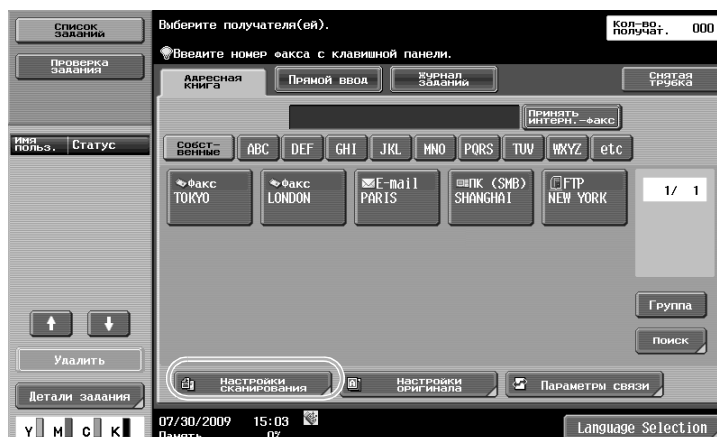 Список
заданий
Проверка
задания
Имя
польз.
Статус
Удалить
Детали задания
Y M C K
Выберите получателя(ей).
Кол-во.
получат.
000
Введите номер факса с клавишной панели.
Адресная
книга
Прямой ввод
Журнал
заданий
Снятая
трубка
Принять
интерн.-факс
Собст-
венные
ABC
DEF
GHI
JKL
MNO
PQRS
TUV
WXYZ
etc
Факс
TOKYO
Факс
LONDON
E-mail
PARIS
ПК (SMB)
SHANGHAI
FTP
NEW YORK
1/ 1
Группа
Поиск
Настройки
сканирования
Настройки
оригинала
Параметры связи
07/30/2009 15:03
Память 0%
Language Selection